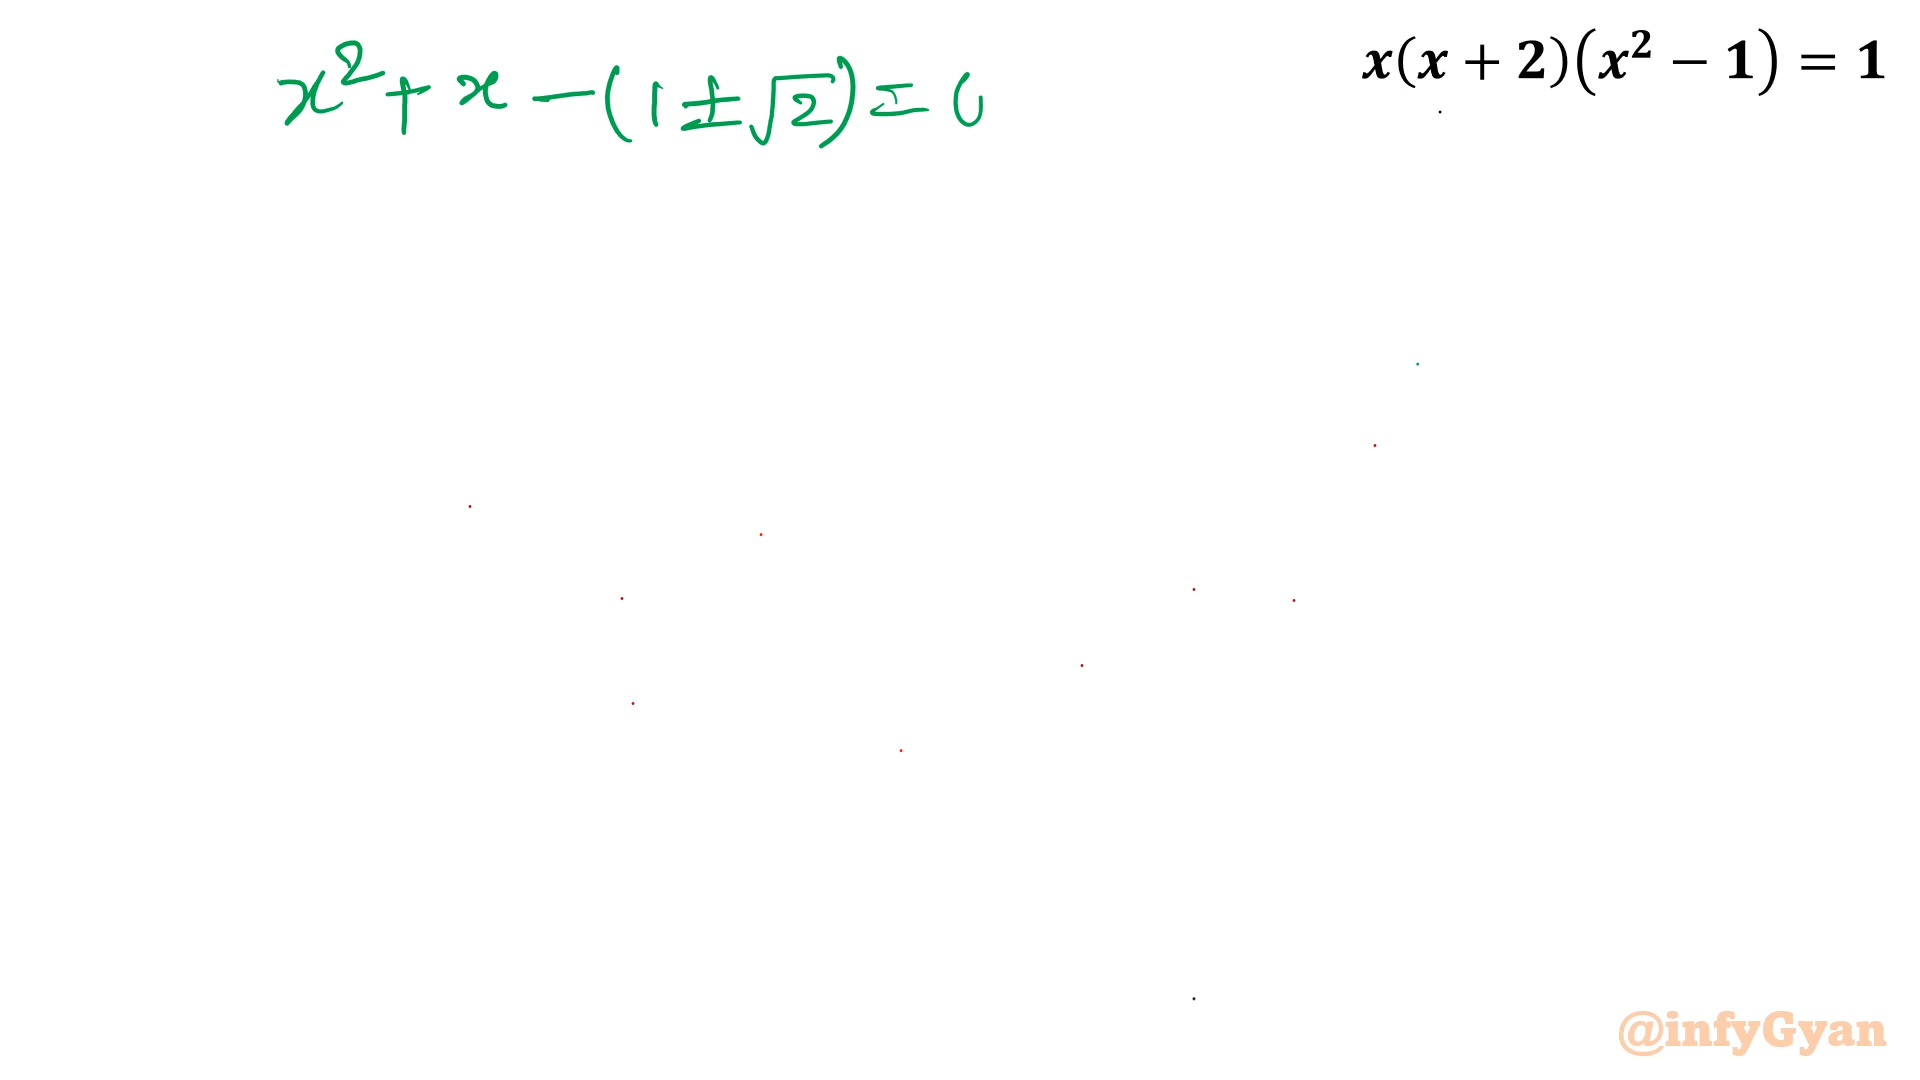 x² + x − (1 ± √2) = 0
x(x + 2)(x² − 1) = 1
@infyGyan